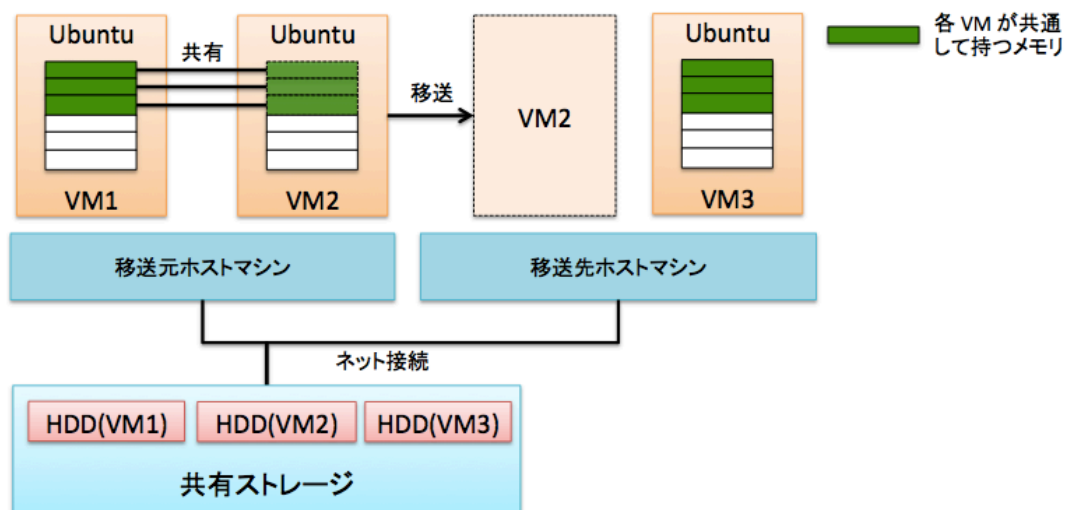 Ubuntu
共有
VM1
Ubuntu
VM2
移送
VM2
Ubuntu
VM3
各 VM が共通
して持つメモリ
移送元ホストマシン
移送先ホストマシン
ネット接続
HDD(VM1)
HDD(VM2)
HDD(VM3)
共有ストレージ